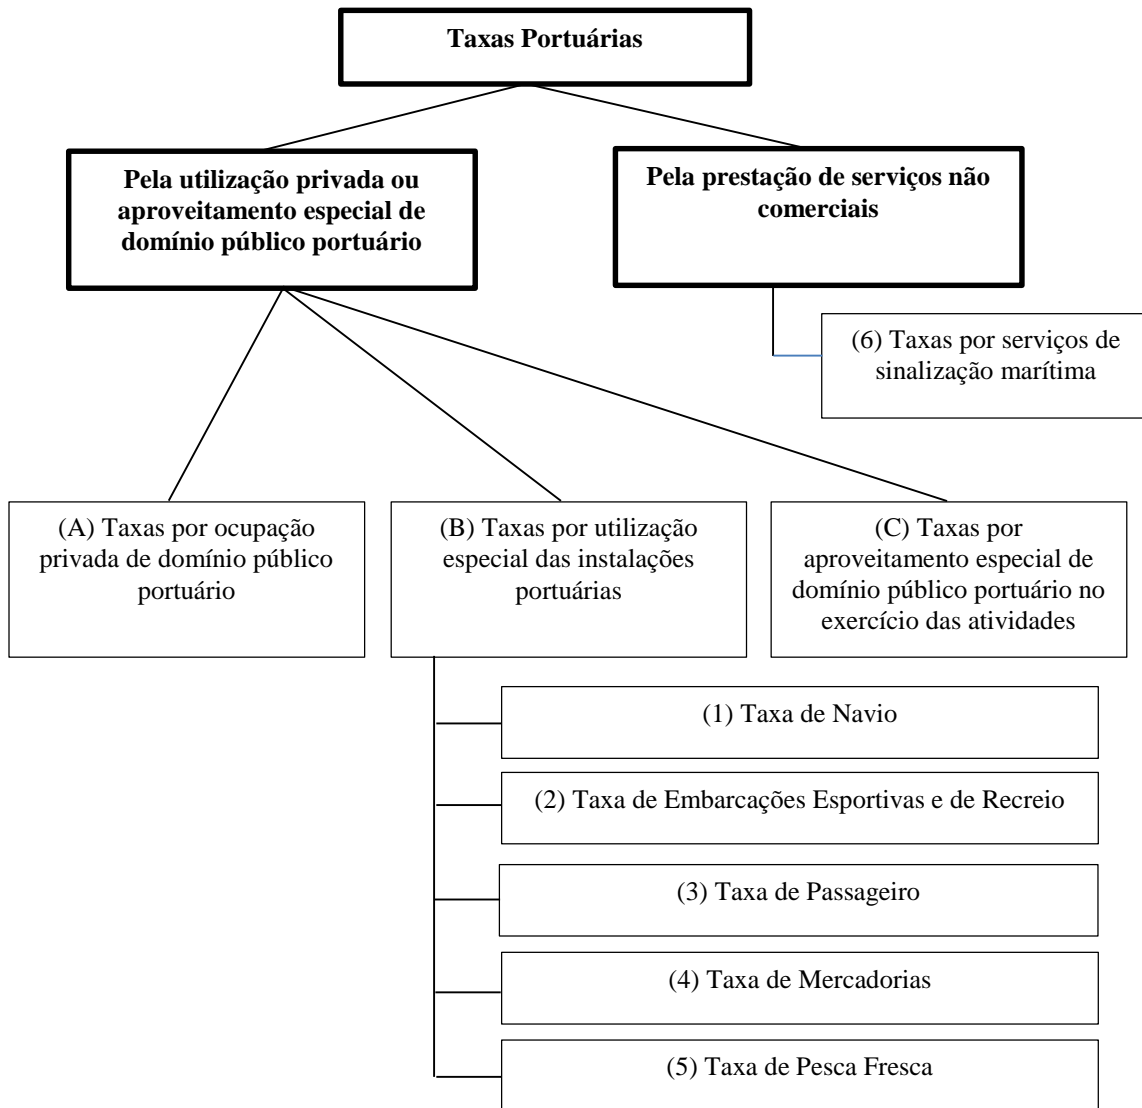 Taxas Portuárias
Pela utilização privada ou
aproveitamento especial de
domínio público portuário
Pela prestação de serviços não
comerciais
(6) Taxas por serviços de
sinalização marítima
(A) Taxas por ocupação
privada de domínio público
portuário
(B) Taxas por utilização
especial das instalações
portuárias
(C) Taxas por
aproveitamento especial de
domínio público portuário no
exercício das atividades
(1) Taxa de Navio
(2) Taxa de Embarcações Esportivas e de Recreio
(3) Taxa de Passageiro
(4) Taxa de Mercadorias
(5) Taxa de Pesca Fresca